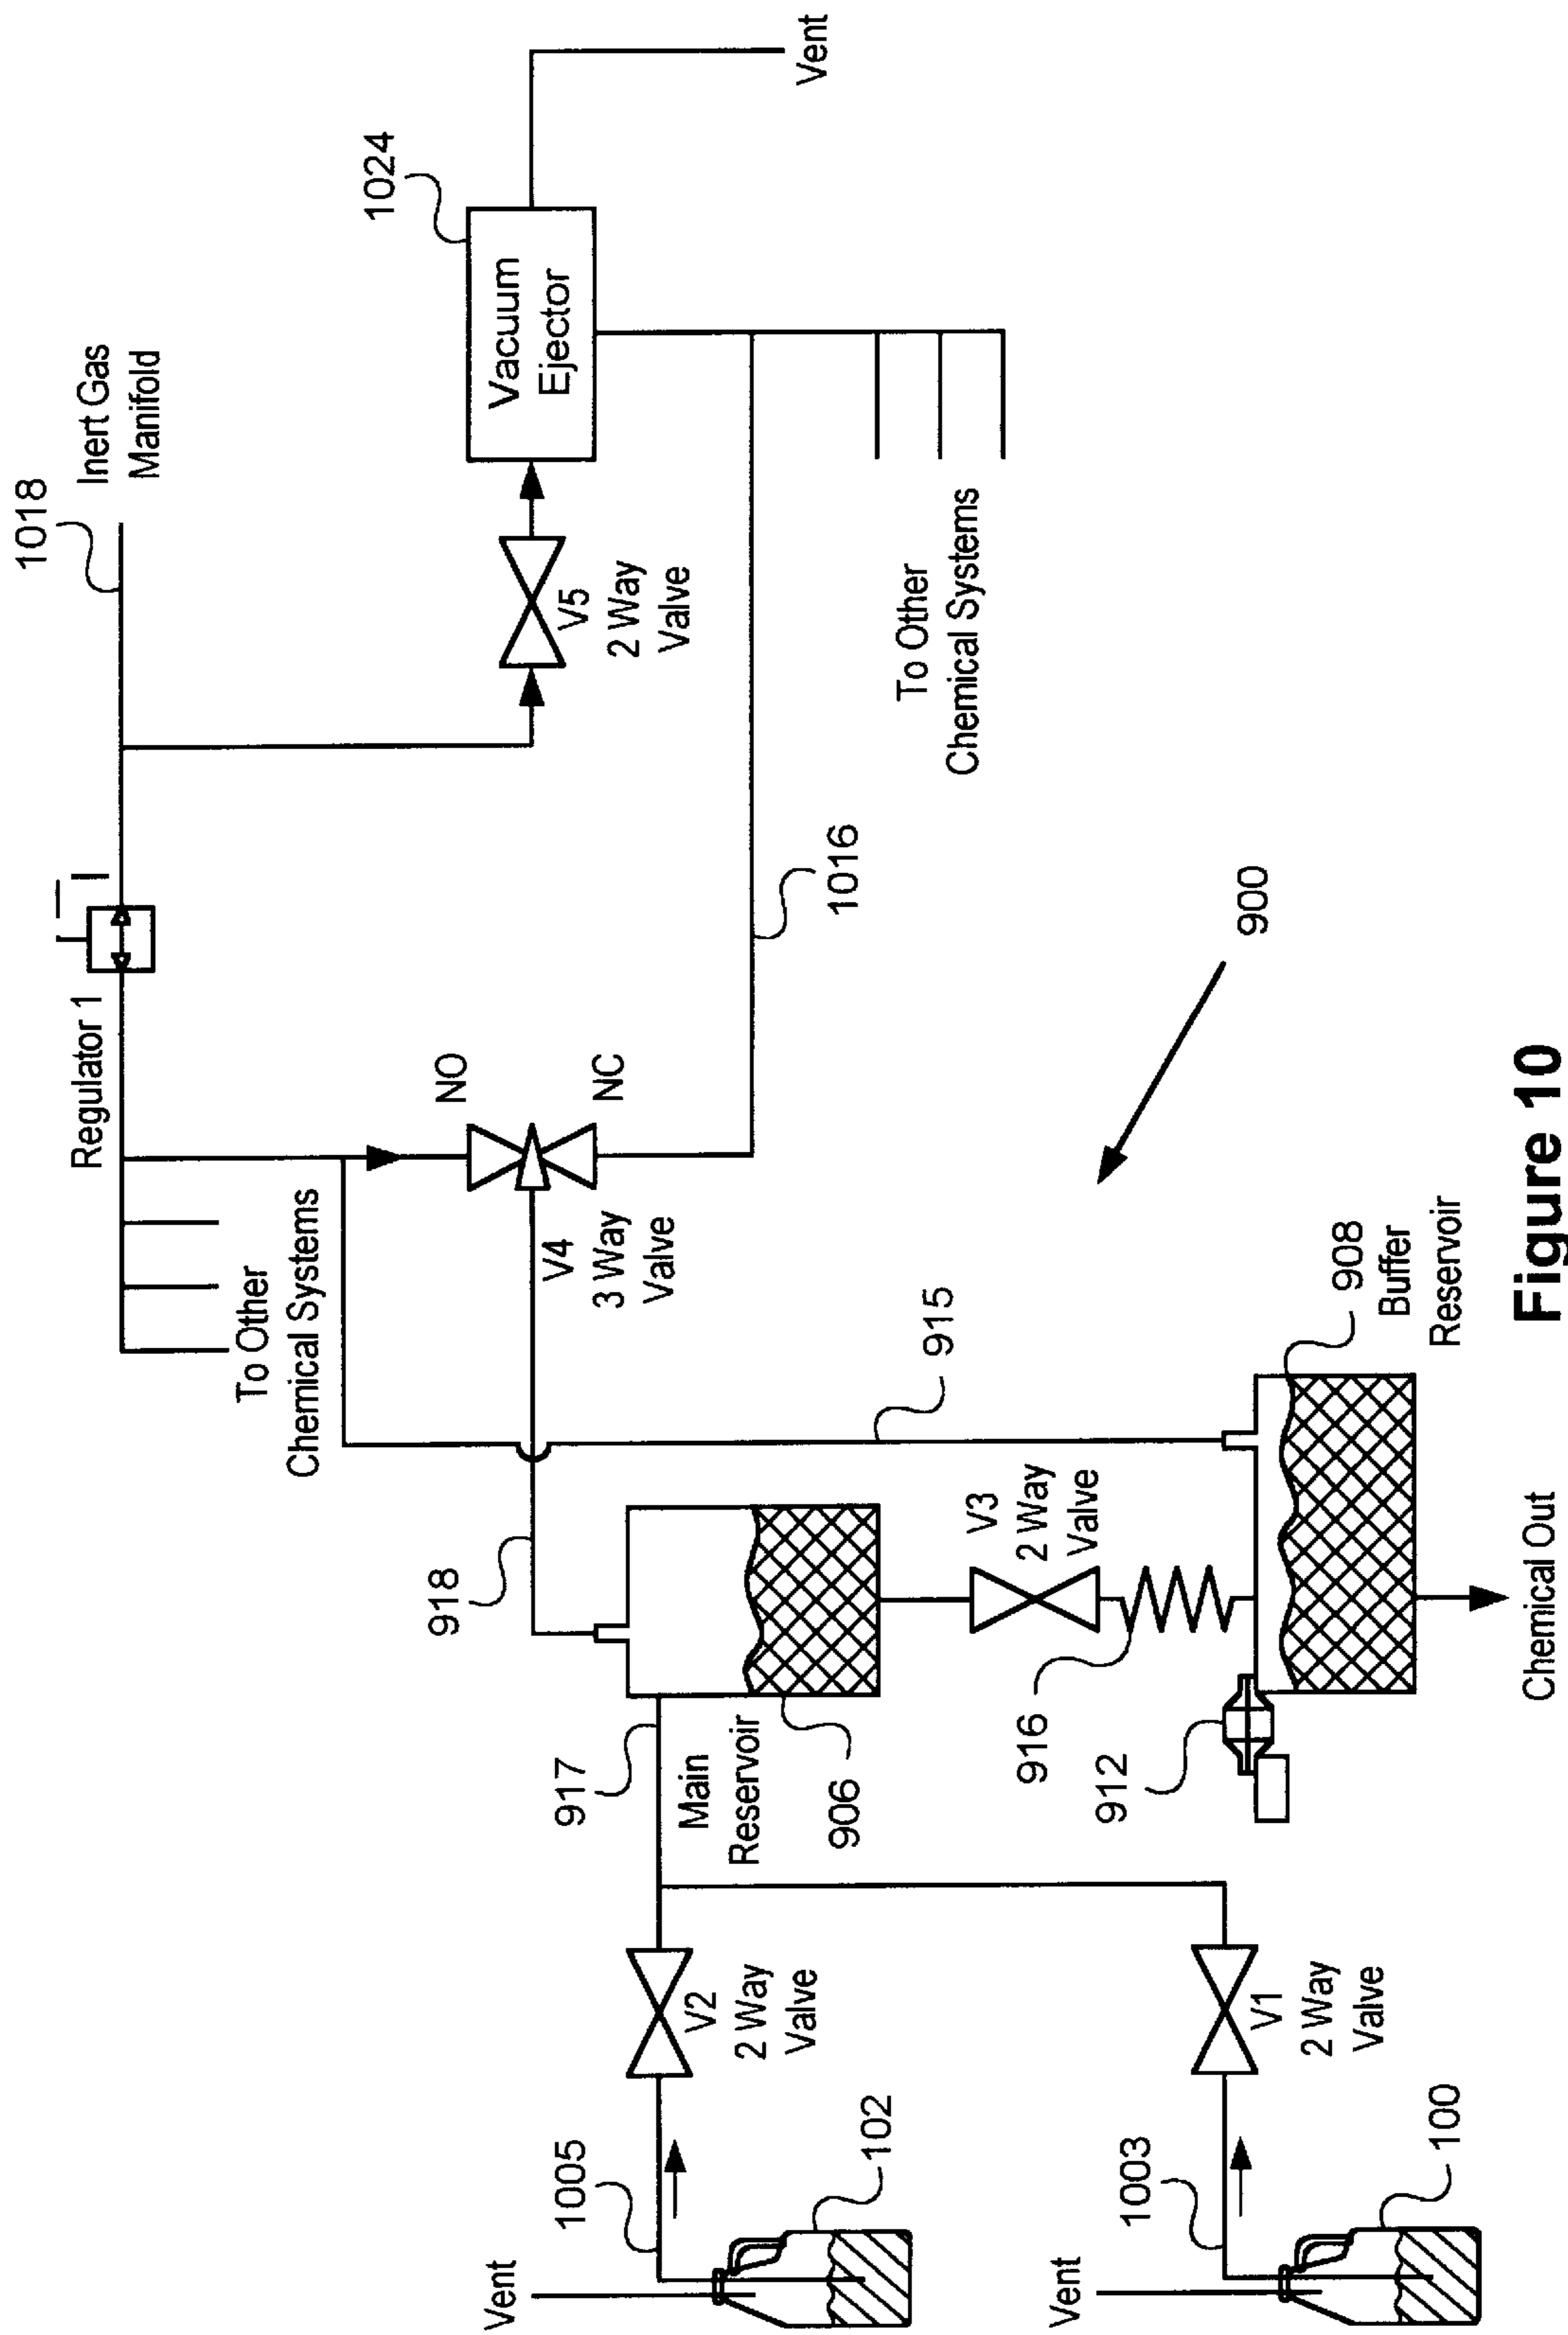 1018
Inert Gas
Manifold
1024
Vacuum
Ejector
Vent
Regulator 1
V5
2 Way
Valve
NO
NC
To Other
Chemical Systems
V4
3 Way
Valve
1016
To Other
Chemical Systems
918
915
900
917
Main
Reservoir
906
V3
2 Way
Valve
916
912
908
Buffer
Reservoir
Chemical Out
1005
Vent
102
V2
2 Way
Valve
1003
Vent
100
V1
2 Way
Valve
Figure 10